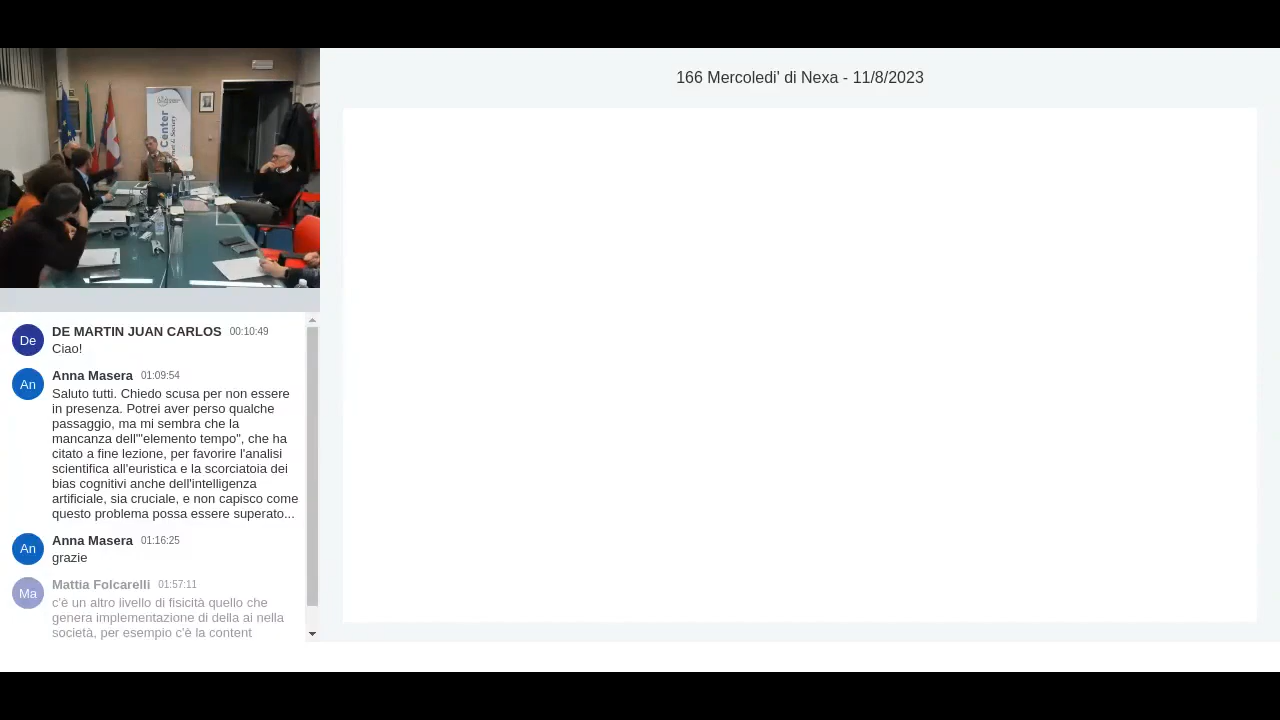 166 Mercoledi' di Nexa - 11/8/2023
Center
& Society
De
DE MARTIN JUAN CARLOS 00:10:49
Ciao!
An
Anna Masera 01:09:54
Saluto tutti. Chiedo scusa per non essere
in presenza. Potrei aver perso qualche
passaggio, ma mi sembra che la
mancanza dell'"elemento tempo", che ha
citato a fine lezione, per favorire l'analisi
scientifica all'euristica e la scorciatoia dei
bias cognitivi anche dell'intelligenza
artificiale, sia cruciale, e non capisco come
questo problema possa essere superato...
An
Anna Masera 01:16:25
grazie
Ma
Mattia Folcarelli 01:57:11
c'é un altro livello di fisicità quello che
genera implementazione di della ai nella
società, per esempio c'è la content